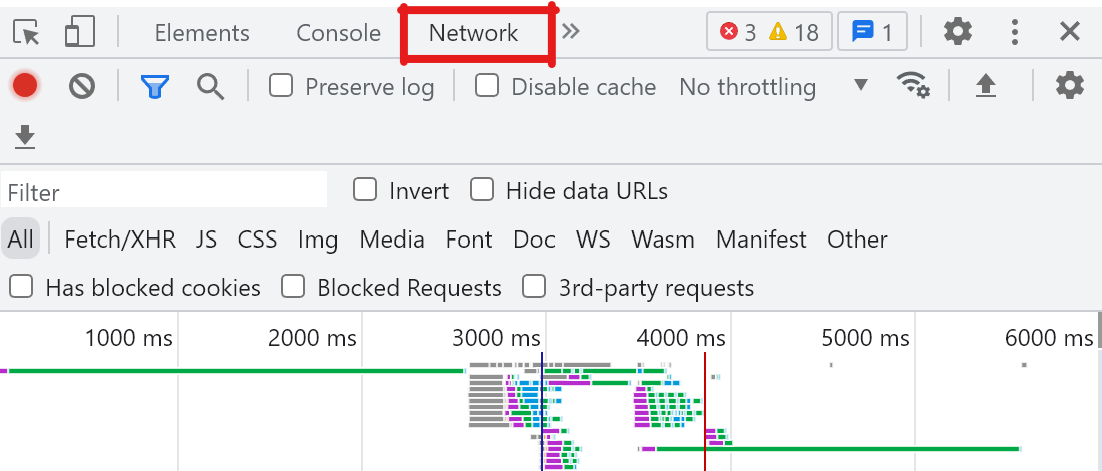 Elements Console Network 3 18 1
Preserve log Disable cache No throttling
Filter Invert Hide data URLs
All Fetch/XHR JS CSS Img Media Font Doc WS Wasm Manifest Other
Has blocked cookies Blocked Requests 3rd-party requests
1000 ms 2000 ms 3000 ms 4000 ms 5000 ms 6000 ms